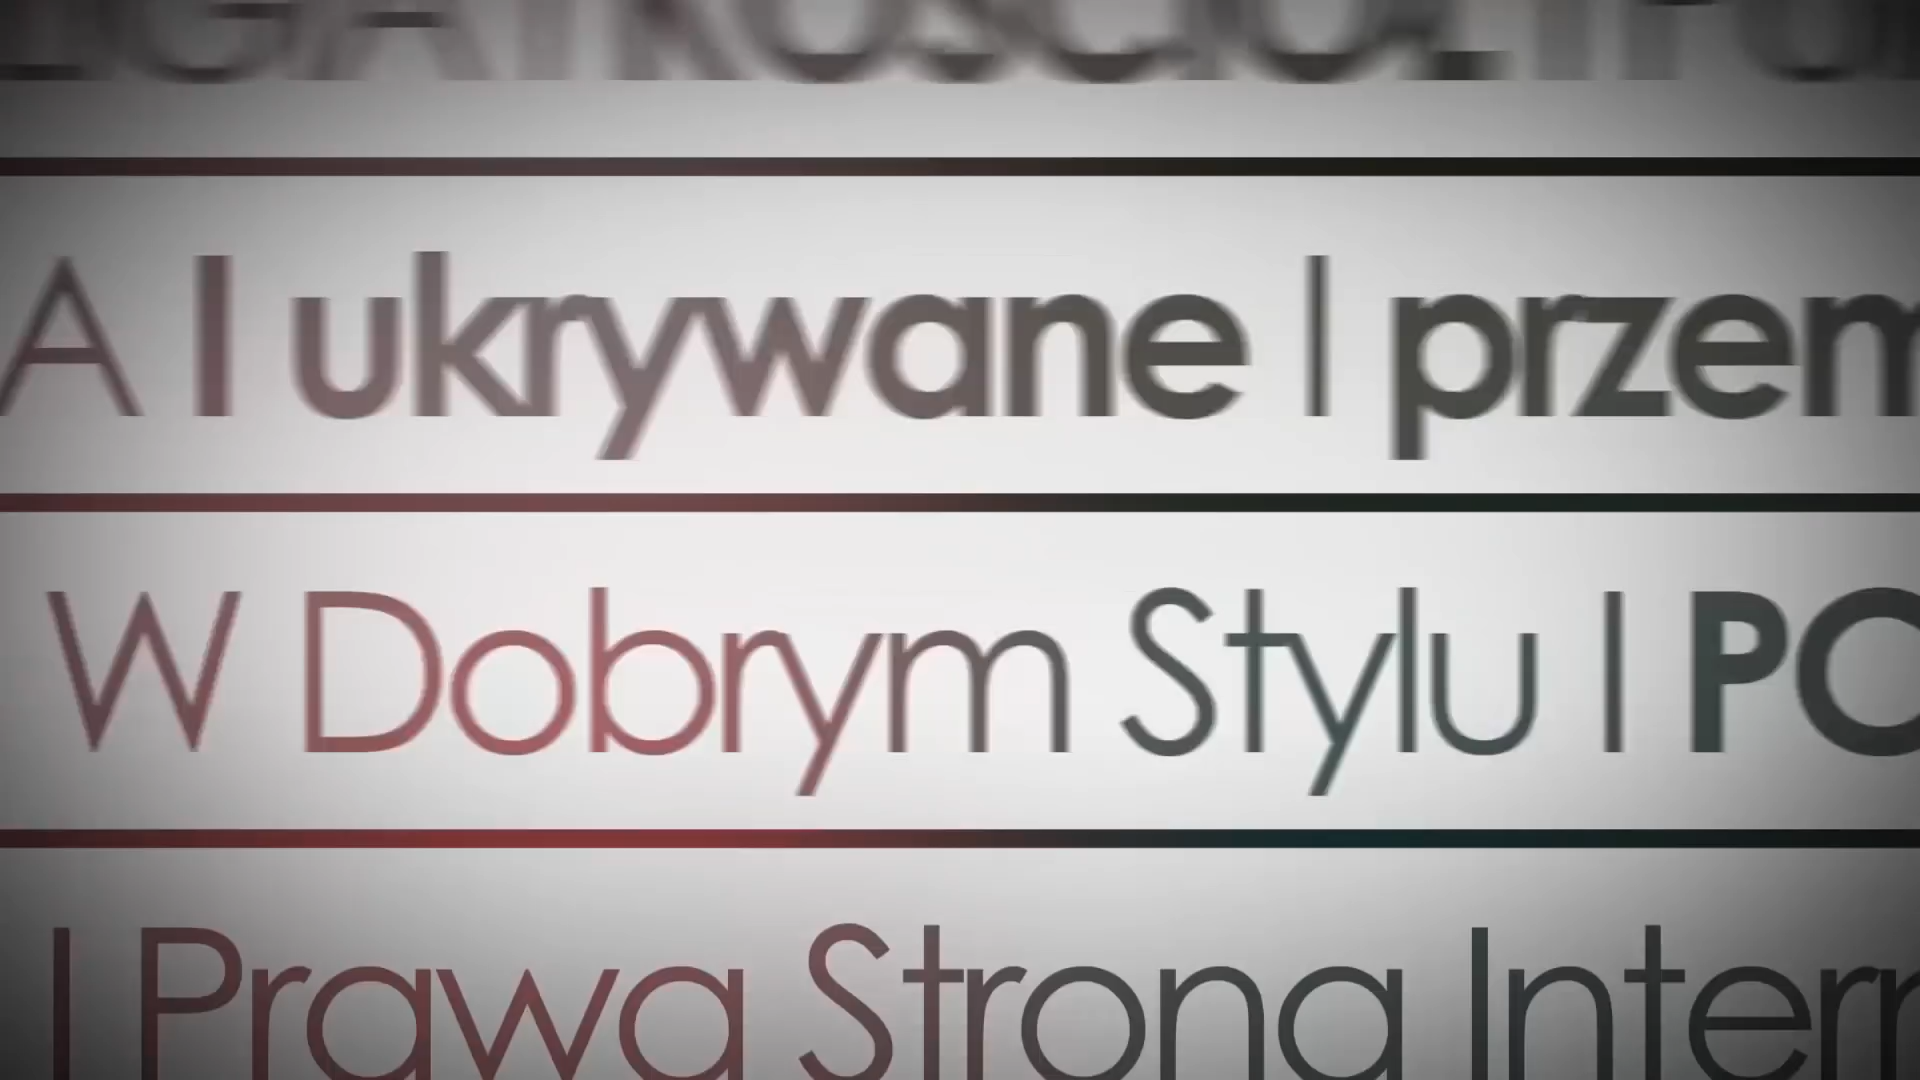 A | ukrywane | przem
W Dobrym Stylu | PO
| Prawa Strona Intern